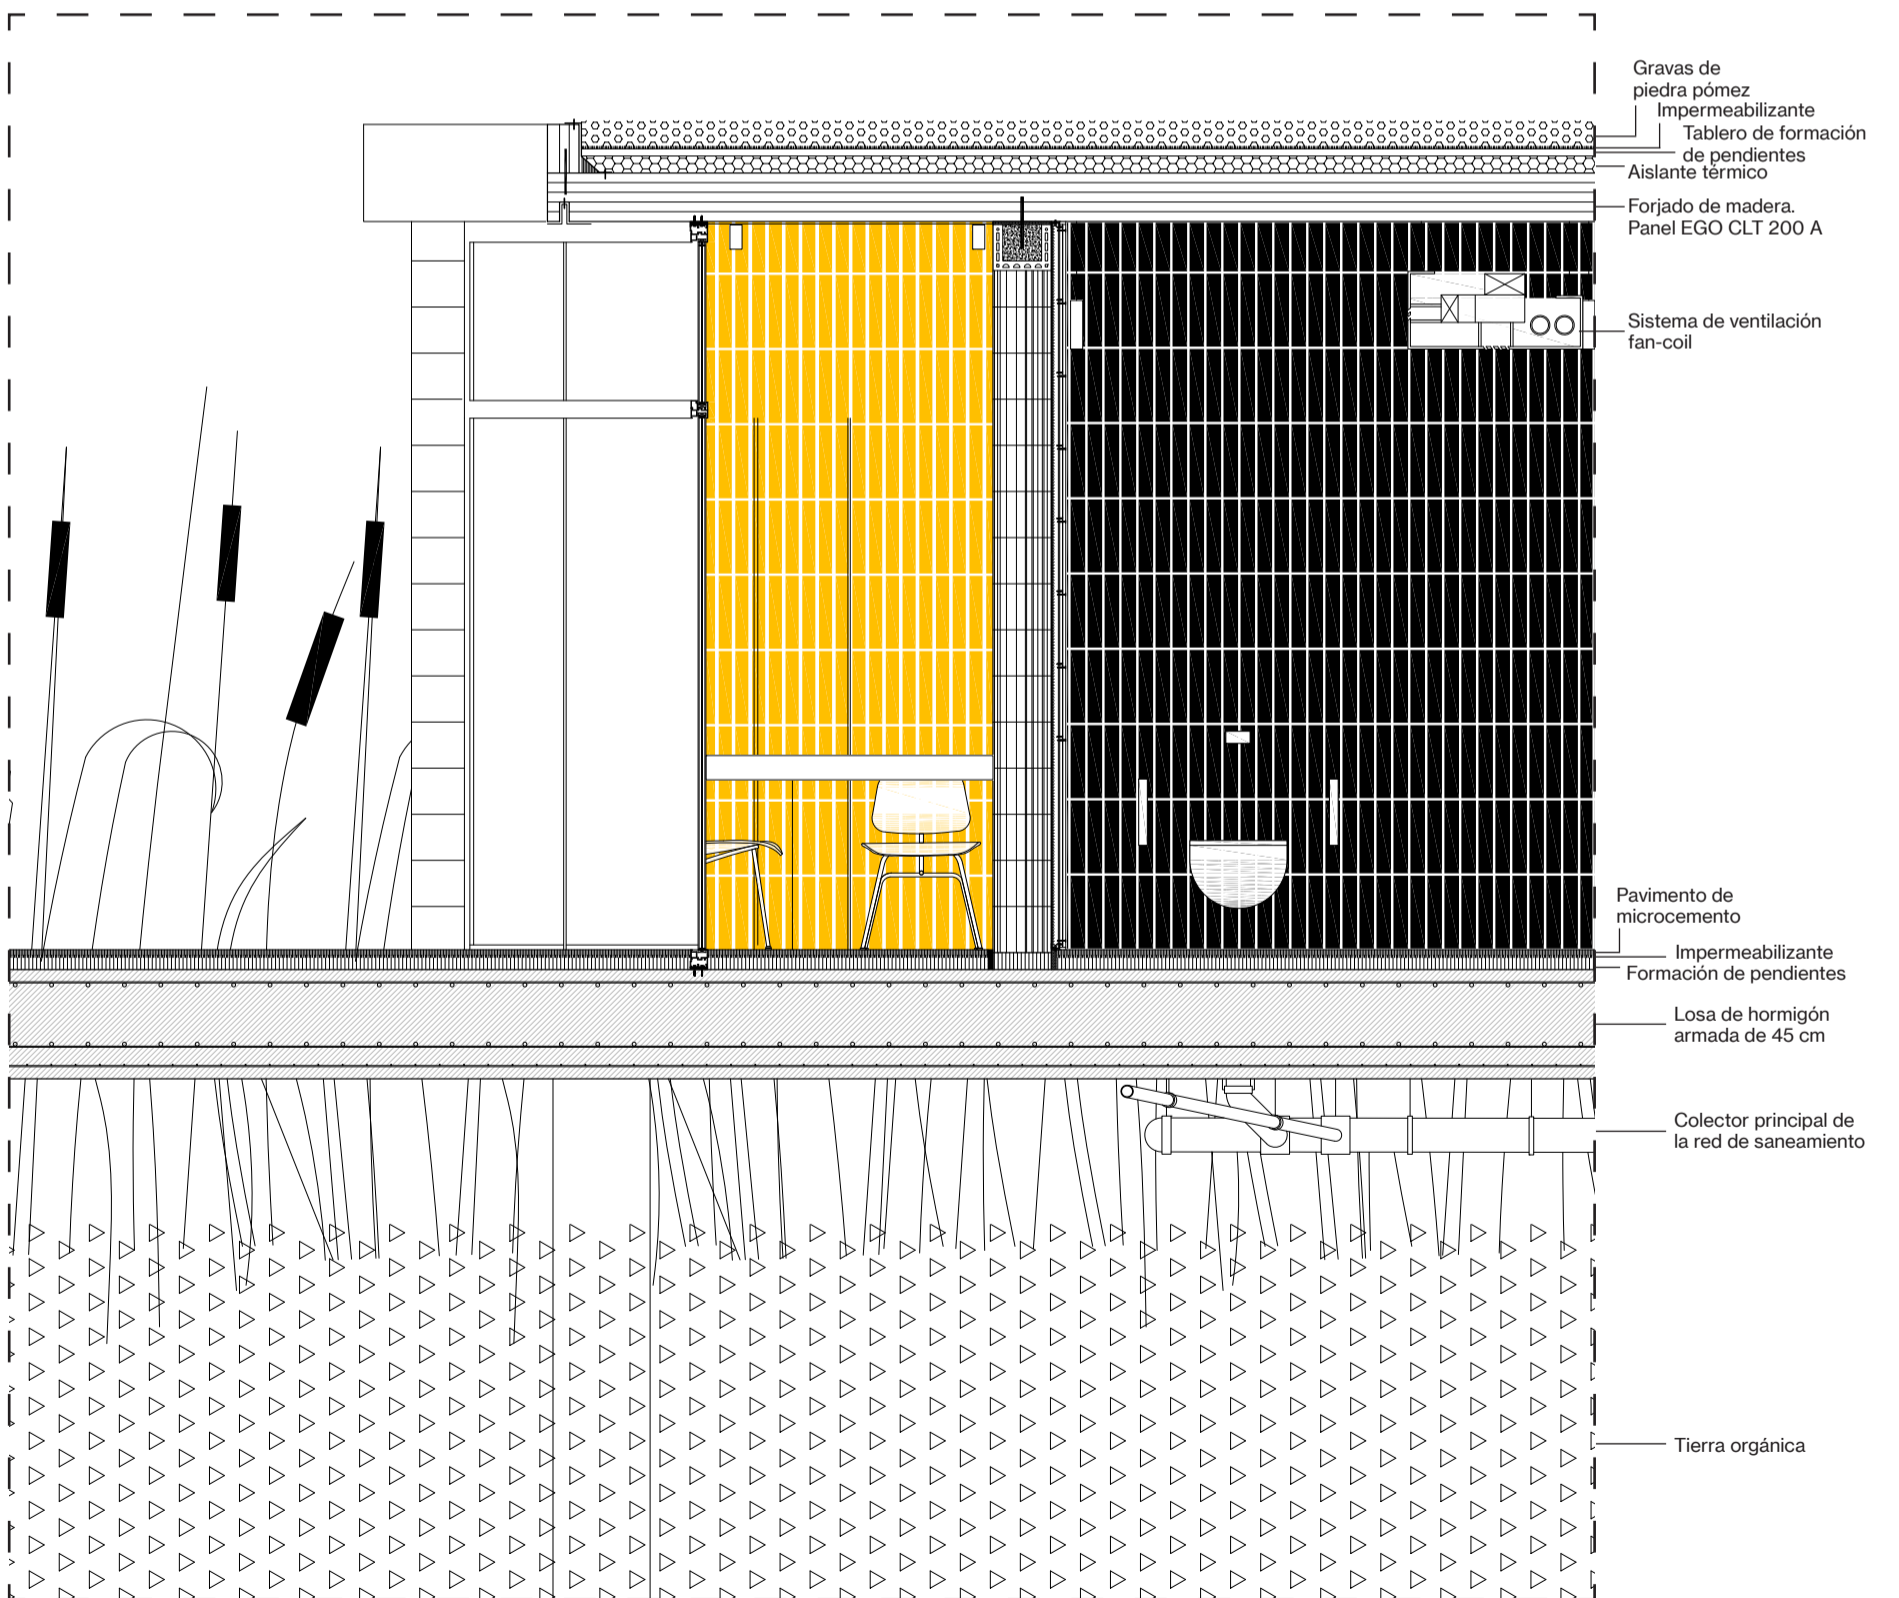 Gravas de
piedra pómez
Impermeabilizante
Tablero de formación
de pendientes
Aislante térmico
Forjado de madera.
Panel EGO CLT 200 A
Sistema de ventilación
fan-coil
Pavimento de
microcemento
Impermeabilizante
Formación de pendientes
Losa de hormigón
armada de 45 cm
Colector principal de
la red de saneamiento
Tierra orgánica